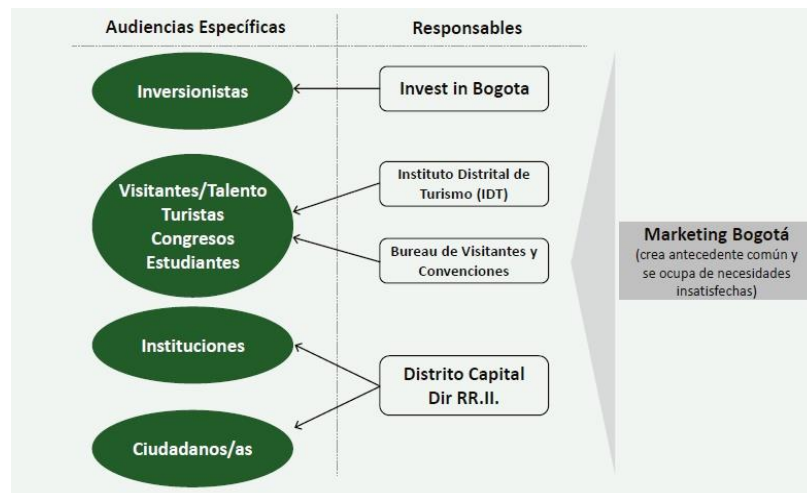 Audiencias Específicas
Responsables
Inversionistas
Invest in Bogota
Visitantes/Talento
Turistas
Congresos
Estudiantes
Instituto Distrital de
Turismo (IDT)
Bureau de Visitantes y
Convenciones
Marketing Bogotá
(crea antecedente común y
se ocupa de necesidades
insatisfechas)
Instituciones
Distrito Capital
Dir RR.II.
Ciudadanos/as